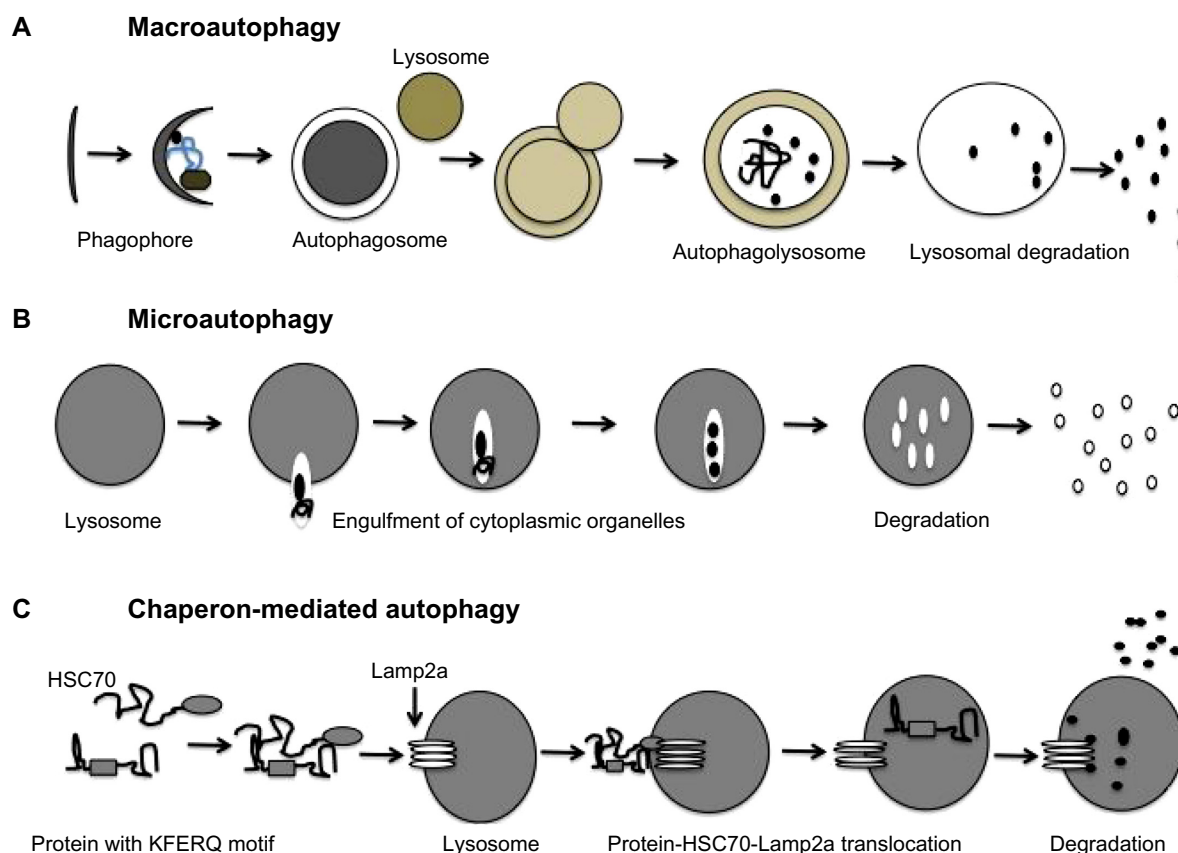 A Macroautophagy
Lysosome
Phagophore
Autophagosome
Autophagolysosome
Lysosomal degradation
B Microautophagy
Lysosome
Engulfment of cytoplasmic organelles
Degradation
C Chaperon-mediated autophagy
HSC70
Lamp2a
Protein with KFERQ motif
Lysosome
Protein-HSC70-Lamp2a translocation
Degradation